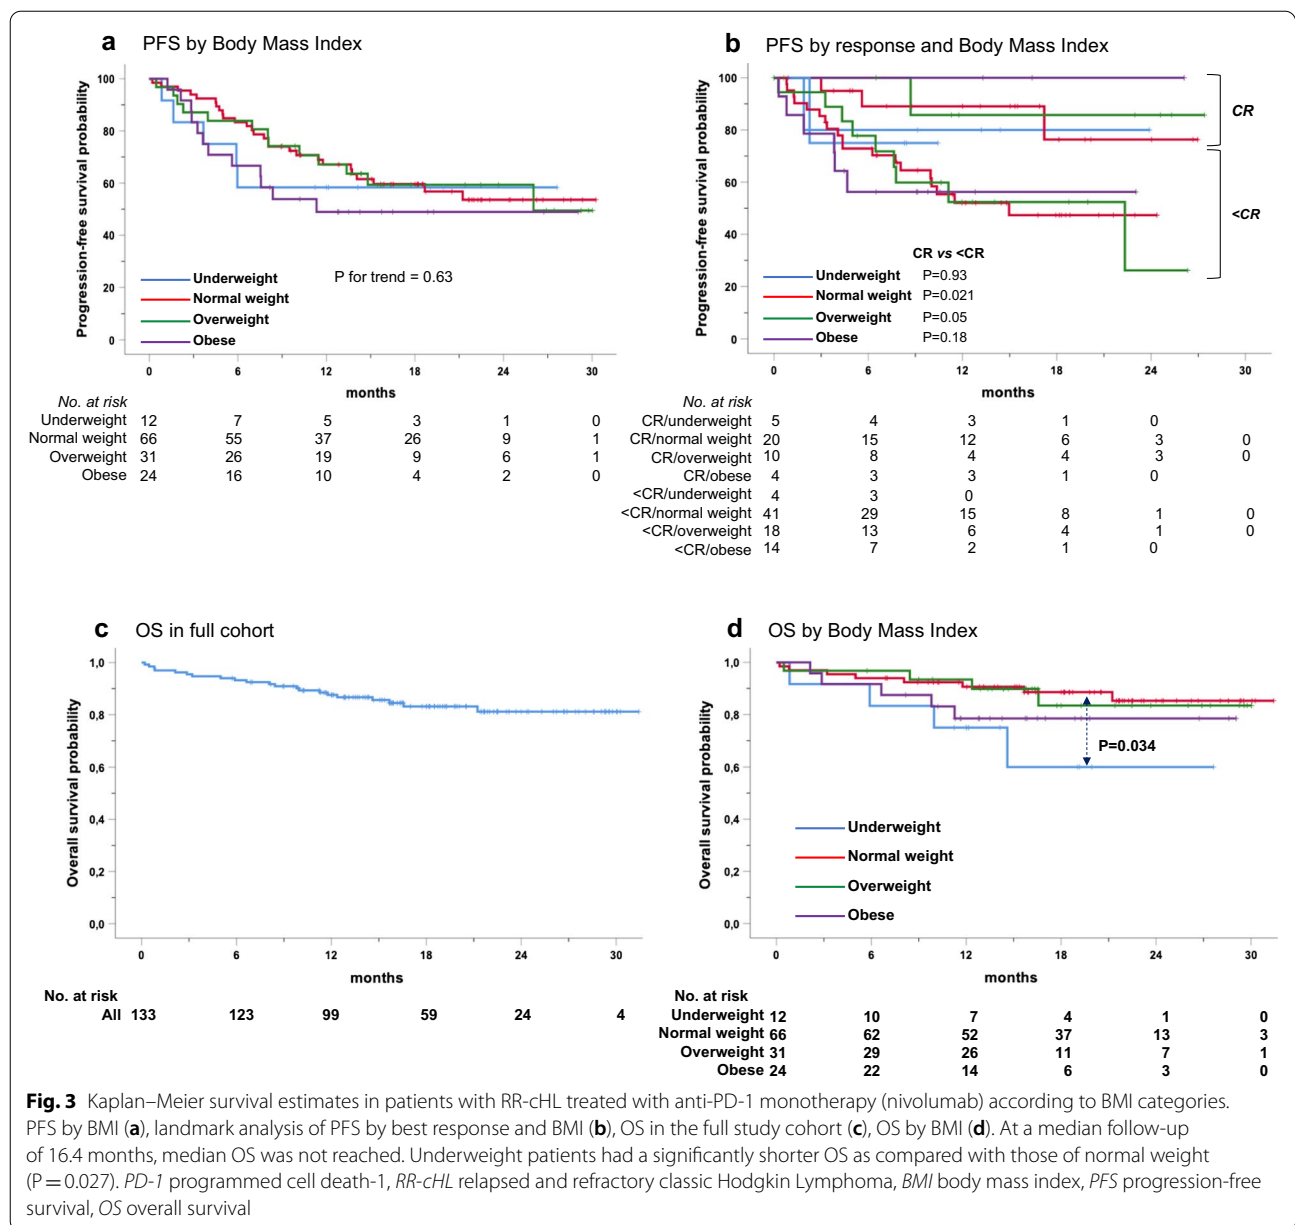 a PFS by Body Mass Index
Progression-free survival probability
100
80
60
40
20
0
Underweight
Normal weight
Overweight
Obese
P for trend = 0.63
0 6 12 18 24 30
months
No. at risk
Underweight 12 7 5 3 1 0
Normal weight 66 55 37 26 9 1
Overweight 31 26 19 9 6 1
Obese 24 16 10 4 2 0
b PFS by response and Body Mass Index
Progression-free survival probability
100
80
60
40
20
0
CR
<CR
CR vs <CR
Underweight P=0.93
Normal weight P=0.021
Overweight P=0.05
Obese P=0.18
0 6 12 18 24 30
months
No. at risk
CR/underweight 5 4 3 1 0
CR/normal weight 20 15 12 6 3 0
CR/overweight 10 8 4 4 3 0
CR/obese 4 3 3 1 0
<CR/underweight 4 3 0
<CR/normal weight 41 29 15 8 1 0
<CR/overweight 18 13 6 4 1 0
<CR/obese 14 7 2 1 0
c OS in full cohort
Overall survival probability
1,0
0,8
0,6
0,4
0,2
0,0
0 6 12 18 24 30
months
No. at risk
All 133 123 99 59 24 4
d OS by Body Mass Index
Overall survival probability
1,0
0,8
0,6
0,4
0,2
0,0
P=0.034
Underweight
Normal weight
Overweight
Obese
0 6 12 18 24 30
months
No. at risk
Underweight 12 10 7 4 1 0
Normal weight 66 62 52 37 13 3
Overweight 31 29 26 11 7 1
Obese 24 22 14 6 3 0
Fig. 3 Kaplan–Meier survival estimates in patients with RR-cHL treated with anti-PD-1 monotherapy (nivolumab) according to BMI categories.
PFS by BMI (a), landmark analysis of PFS by best response and BMI (b), OS in the full study cohort (c), OS by BMI (d). At a median follow-up
of 16.4 months, median OS was not reached. Underweight patients had a significantly shorter OS as compared with those of normal weight
(P = 0.027). PD-1 programmed cell death-1, RR-cHL relapsed and refractory classic Hodgkin Lymphoma, BMI body mass index, PFS progression-free
survival, OS overall survival